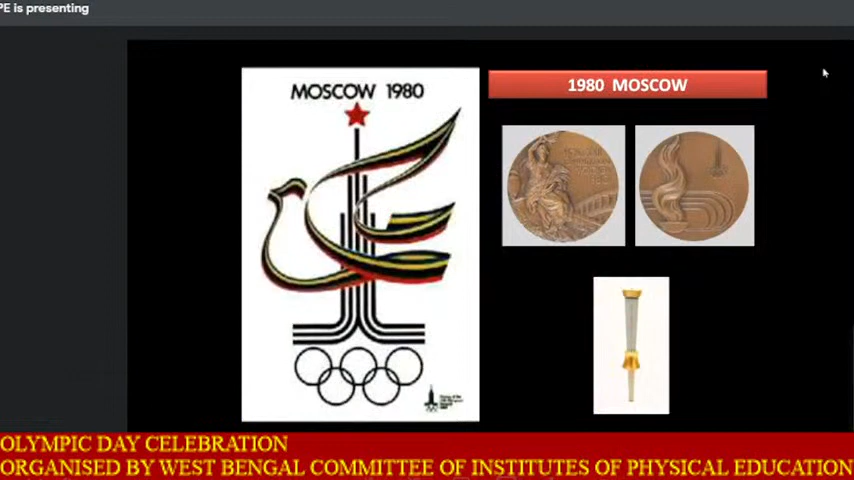 PE is presenting
MOSCOW 1980
1980 MOSCOW
OLYMPIC DAY CELEBRATION
ORGANISED BY WEST BENGAL COMMITTEE OF INSTITUTES OF PHYSICAL EDUCATION